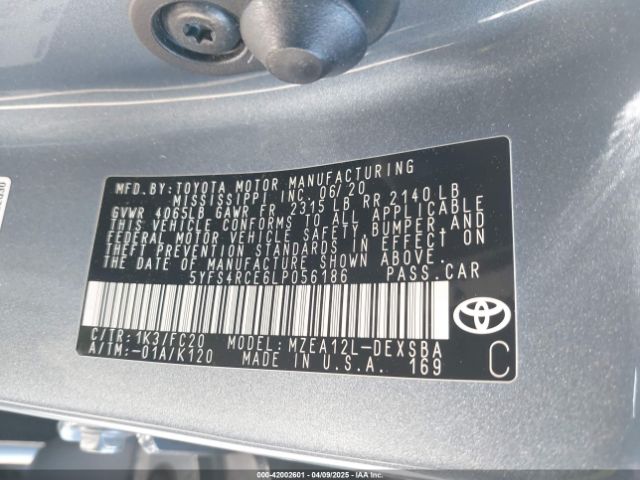 MFD. BY: TOYOTA MOTOR MANUFACTURING
MISSISSIPPI INC. 06/20
GVWR 4065LB GAWR FR. 2315 LB RR 2140 LB
THIS VEHICLE CONFORMS TO ALL APPLICABLE
FEDERAL MOTOR VEHICLE SAFETY, BUMPER, AND
THEFT PREVENTION STANDARDS IN EFFECT ON
THE DATE OF MANUFACTURE SHOWN ABOVE.
5YFS4RCE6LP056186 PASS. CAR
C/TR: 1K3/FC20 MODEL: MZEA12L-DEXSBA
A/TM: -01A/K120 MADE IN U.S.A. 169
C
000-42002601 - 04/09/2025 - IAAI.COM